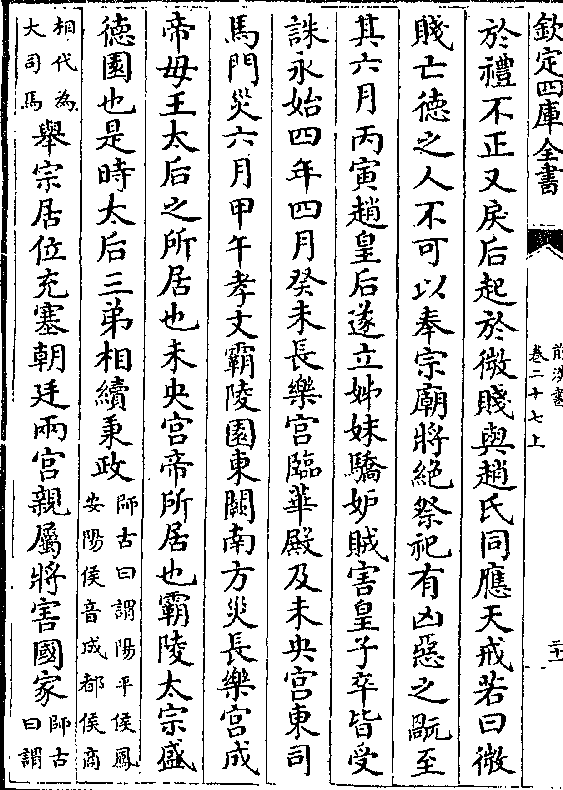 欽定四庫全書
前漢書
卷二十七上
二十一
於禮不正又戾后起於微賤與趙氏同應天戒若曰微
賤亡德之人不可以奉宗廟將絶祭祀有凶惡之𤯝至
其六月丙寅趙皇后遂立姊妹驕妒賊害皇子卒皆受
誅永始四年四月癸未長樂宫臨華殿及未央宫東司
馬門災六月甲午孝文霸陵園東闕南方災長樂宫成
帝母王太后之所居也未央宫帝所居也霸陵太宗盛
德園也是時太后三弟相續秉政師古曰謂陽平侯鳳安陽侯音成都侯商
相代為大司馬舉宗居位充塞朝廷兩宫親屬將害國家師古曰謂